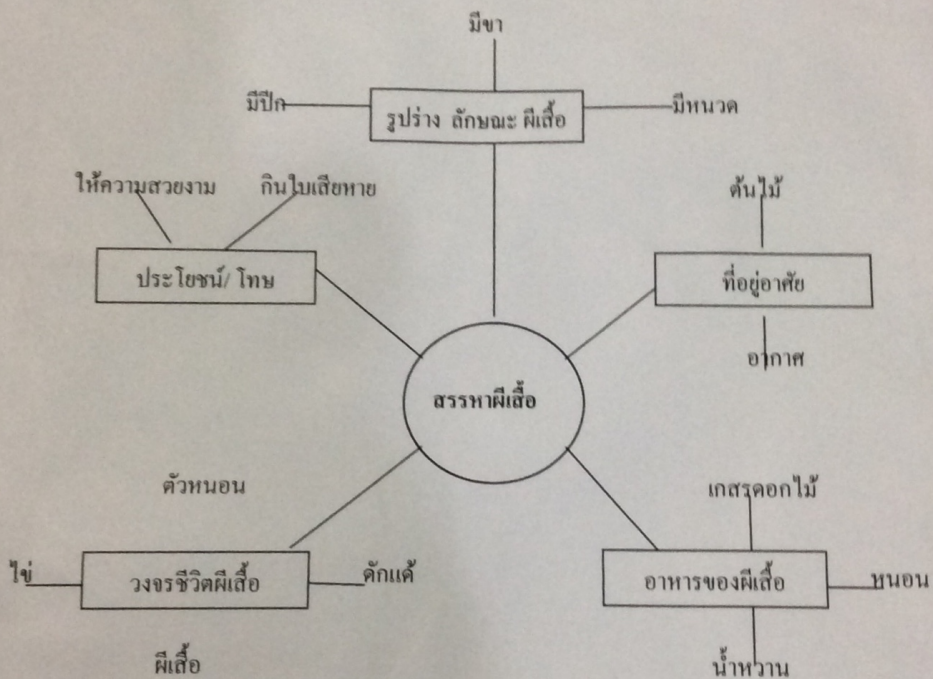 มีขา
มีปีก
รูปร่าง ลักษณะ ผีเสื้อ
มีหนวด
ให้ความสวยงาม
กินใบเสียหาย
ต้นไม้
ประโยชน์/ โทษ
ที่อยู่อาศัย
อากาศ
สรรหาผีเสื้อ
ตัวหนอน
เกสรดอกไม้
ไข่
วงจรชีวิตผีเสื้อ
ดักแด้
อาหารของผีเสื้อ
หนอน
ผีเสื้อ
น้ำหวาน